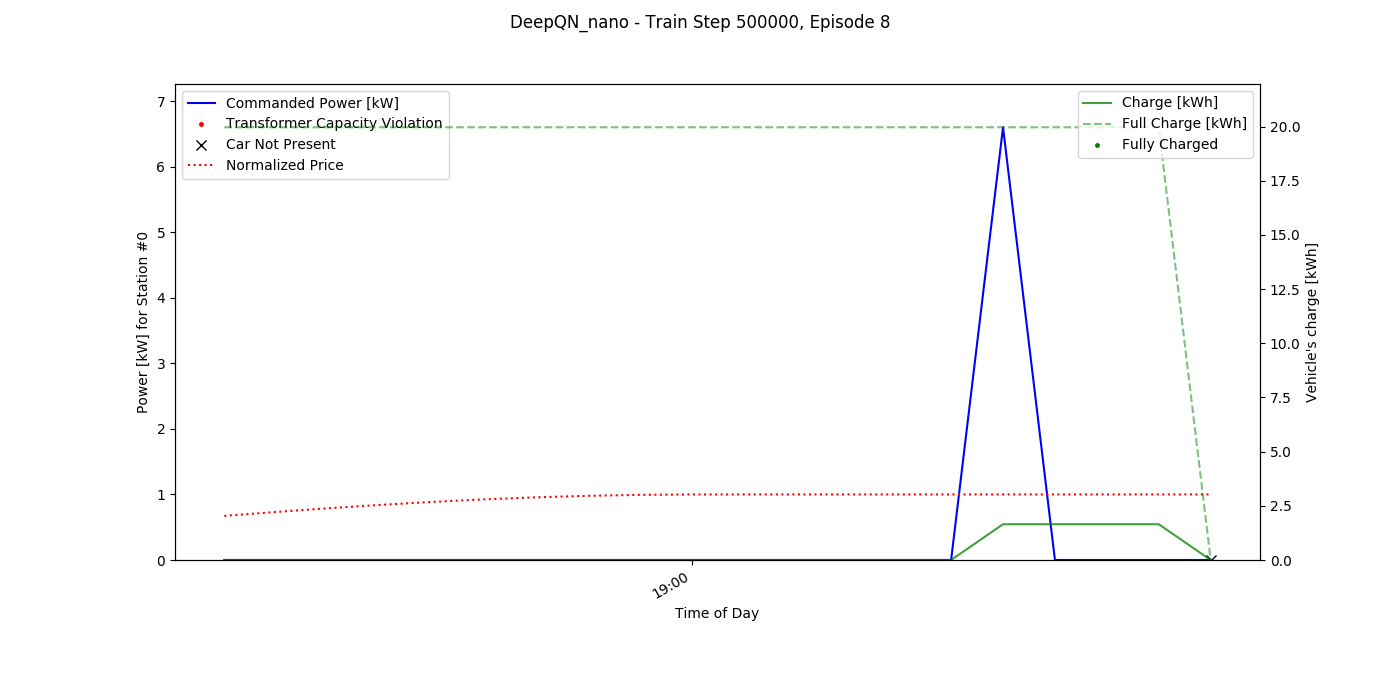 DeepQN_nano - Train Step 500000, Episode 8
Commanded Power [kW]
Transformer Capacity Violation
Car Not Present
Normalized Price
Charge [kWh]
Full Charge [kWh]
Fully Charged
Power [kW] for Station #0
7
6
5
4
3
2
1
0
20.0
17.5
15.0
12.5
10.0
7.5
5.0
2.5
0.0
Vehicle's charge [kWh]
19:00
Time of Day